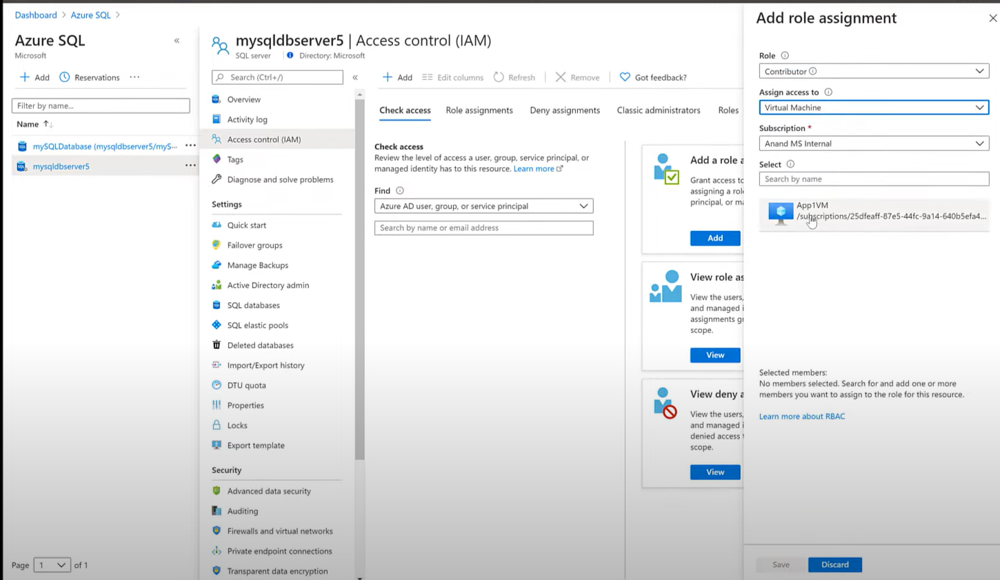 Dashboard > Azure SQL >
Azure SQL
Microsoft
Add
Reservations
Filter by name...
Name
mySQLDatabase (mysqldbserver5/myS...
mysqldbserver5
Page 1 of 1
mysqldbserver5 | Access control (IAM)
SQL server
Directory: Microsoft
Search (Ctrl+/)
Overview
Activity log
Access control (IAM)
Tags
Diagnose and solve problems
Settings
Quick start
Failover groups
Manage Backups
Active Directory admin
SQL databases
SQL elastic pools
Deleted databases
Import/Export history
DTU quota
Properties
Locks
Export template
Security
Advanced data security
Auditing
Firewalls and virtual networks
Private endpoint connections
Transparent data encryption
Add
Edit columns
Refresh
Remove
Got feedback?
Check access
Role assignments
Deny assignments
Classic administrators
Roles
Check access
Review the level of access a user, group, service principal, or
managed identity has to this resource. Learn more
Find
Azure AD user, group, or service principal
Search by name or email address
Add a role a
Grant access to
assigning a role
principal, or ma
Add
View role as
View the users,
and managed i
assignments gr
scope.
View
View deny a
View the users,
and managed i
denied access t
scope.
View
Add role assignment
Role
Contributor
Assign access to
Virtual Machine
Subscription *
Anand MS Internal
Select
Search by name
App1VM
/subscriptions/25dfeaff-87e5-44fc-9a14-640b5efa4...
Selected members:
No members selected. Search for and add one or more
members you want to assign to the role for this resource.
Learn more about RBAC
Save
Discard